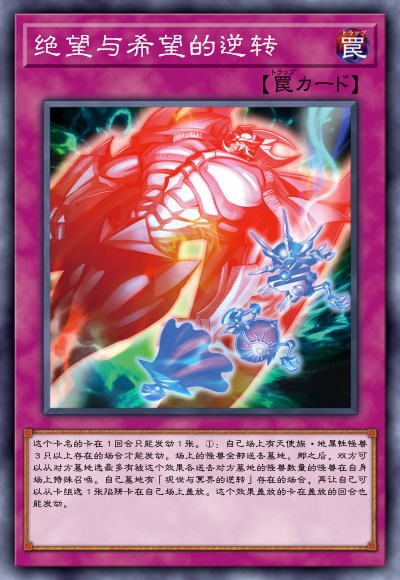 绝望与希望的逆转
トラップ
罠
トラップ
【罠カード】
这个卡名的卡在1回合只能发动1张。①：自己场上有天使族·地属性怪兽
3只以上存在的场合才能发动。场上的怪兽全部送去墓地。那之后，双方可
以从对方墓地选最多有被这个效果各送去对方墓地的怪兽数量的怪兽在自身
场上特殊召唤。自己墓地有「现世与冥界的逆转」存在的场合，再让自己可
以从卡组选1张陷阱卡在自己场上盖放。这个效果盖放的卡在盖放的回合也
能发动。